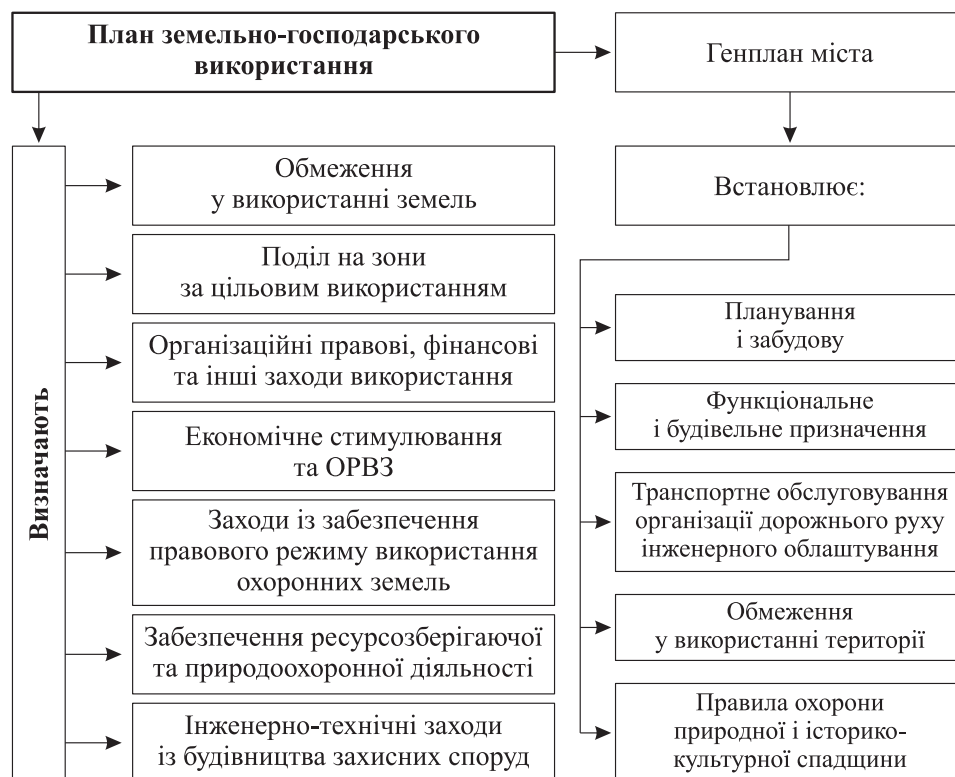 План земельно-господарського
використання
Генплан міста
Визначають
Обмеження
у використанні земель
Поділ на зони
за цільовим використанням
Організаційні правові, фінансові
та інші заходи використання
Економічне стимулювання
та ОРВЗ
Заходи із забезпечення
правового режиму використання
охоронних земель
Забезпечення ресурсозберігаючої
та природоохоронної діяльності
Інженерно-технічні заходи
із будівництва захисних споруд
Встановлює:
Планування
і забудову
Функціональне
і будівельне призначення
Транспортне обслуговування
організації дорожнього руху
інженерного облаштування
Обмеження
у використанні території
Правила охорони
природної і історико-
культурної спадщини